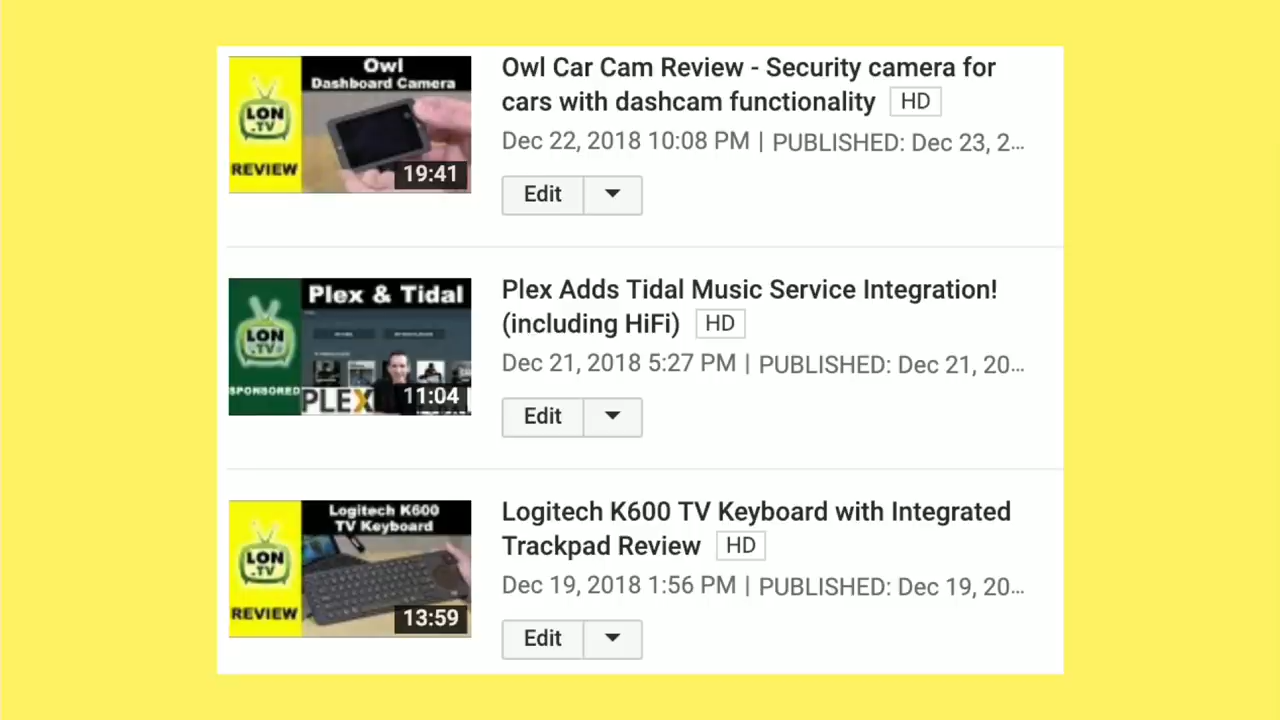 Owl
Dashboard Camera
LON
.TV
REVIEW
19:41
Owl Car Cam Review - Security camera for
cars with dashcam functionality HD
Dec 22, 2018 10:08 PM | PUBLISHED: Dec 23, 2...
Edit
Plex & Tidal
LON
.TV
SPONSORED
PLEX
11:04
Plex Adds Tidal Music Service Integration!
(including HiFi) HD
Dec 21, 2018 5:27 PM | PUBLISHED: Dec 21, 20...
Edit
Logitech K600
TV Keyboard
LON
.TV
REVIEW
13:59
Logitech K600 TV Keyboard with Integrated
Trackpad Review HD
Dec 19, 2018 1:56 PM | PUBLISHED: Dec 19, 20...
Edit